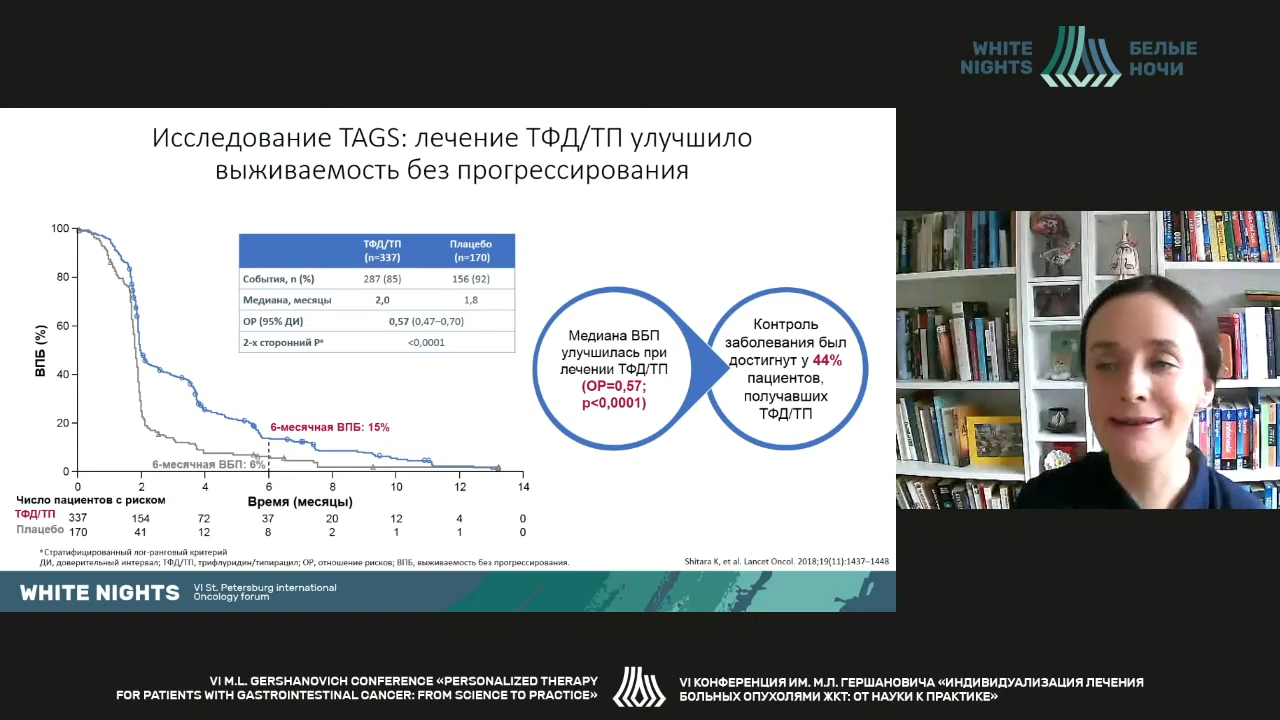 WHITE
NIGHTS
БЕЛЫЕ
НОЧИ
Исследование TAGS: лечение ТФД/ТП улучшило
выживаемость без прогрессирования
ВПБ (%)
100
80
60
40
20
0
ТФД/ТП
(n=337)
Плацебо
(n=170)
События, n (%) 287 (85) 156 (92)
Медиана, месяцы 2,0 1,8
ОР (95% ДИ) 0,57 (0,47–0,70)
2-х сторонний Pᵃ <0,0001
6-месячная ВПБ: 15%
6-месячная ВБП: 6%
0 2 4 6 8 10 12 14
Число пациентов с риском
Время (месяцы)
ТФД/ТП 337 154 72 37 20 12 4 0
Плацебо 170 41 12 8 2 1 1 0
Медиана ВБП
улучшилась при
лечении ТФД/ТП
(ОР=0,57;
p<0,0001)
Контроль
заболевания был
достигнут у 44%
пациентов,
получавших
ТФД/ТП
ᵃ Стратифицированный лог-ранговый критерий
ДИ, доверительный интервал; ТФД/ТП, трифлуридин/типирацил; ОР, отношение рисков; ВПБ, выживаемость без прогрессирования.
Shitara K, et al. Lancet Oncol. 2018;19(11):1437–1448
WHITE NIGHTS
VI St. Petersburg international
Oncology forum
VI M.L. GERSHANOVICH CONFERENCE «PERSONALIZED THERAPY
FOR PATIENTS WITH GASTROINTESTINAL CANCER: FROM SCIENCE TO PRACTICE»
VI КОНФЕРЕНЦИЯ ИМ. М.Л. ГЕРШАНОВИЧА «ИНДИВИДУАЛИЗАЦИЯ ЛЕЧЕНИЯ
БОЛЬНЫХ ОПУХОЛЯМИ ЖКТ: ОТ НАУКИ К ПРАКТИКЕ»